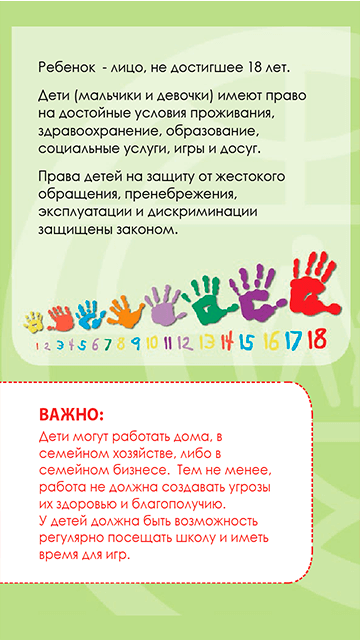 Ребенок - лицо, не достигшее 18 лет.
Дети (мальчики и девочки) имеют право
на достойные условия проживания,
здравоохранение, образование,
социальные услуги, игры и досуг.
Права детей на защиту от жестокого
обращения, пренебрежения,
эксплуатации и дискриминации
защищены законом.
1 2 3 4 5 6 7 8 9 10 11 12 13 14 15 16 17 18
ВАЖНО:
Дети могут работать дома, в
семейном хозяйстве, либо в
семейном бизнесе. Тем не менее,
работа не должна создавать угрозы
их здоровью и благополучию.
У детей должна быть возможность
регулярно посещать школу и иметь
время для игр.